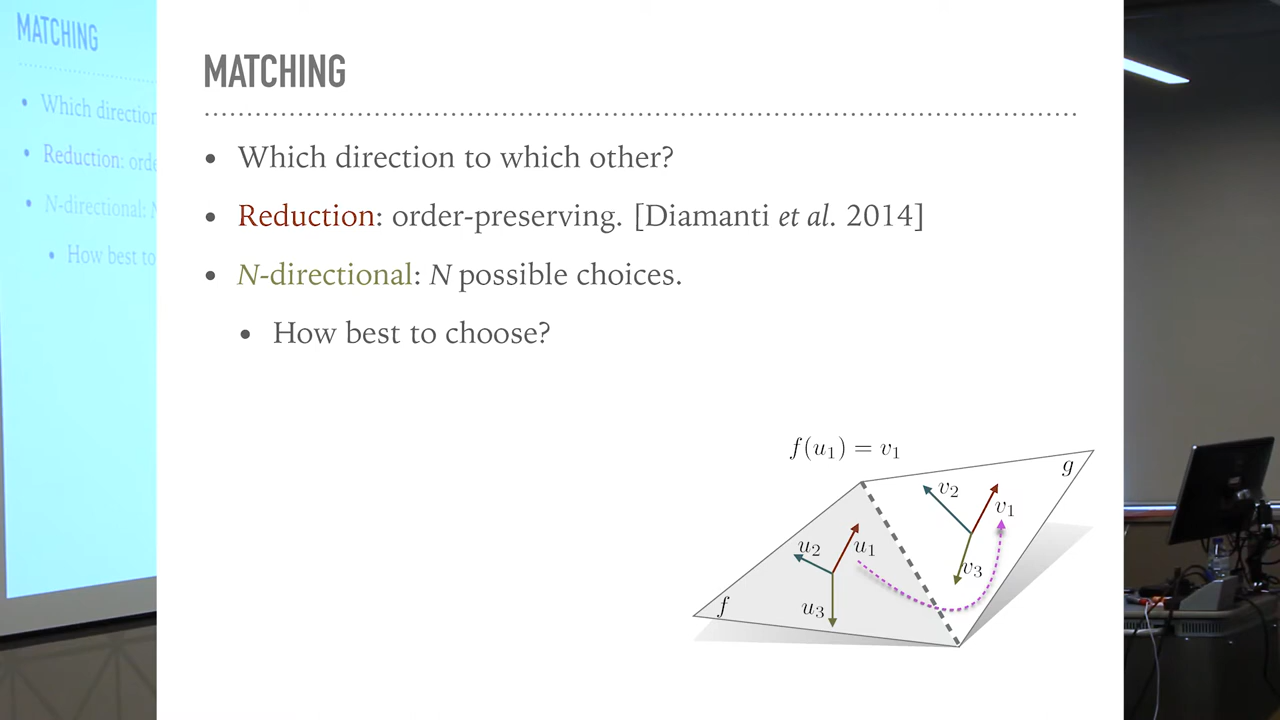 MATCHING
• Which directio
• Reduction: orde
• N-directional: N
• How best to
MATCHING
• Which direction to which other?
• Reduction: order-preserving. [Diamanti et al. 2014]
• N-directional: N possible choices.
• How best to choose?
f(u₁) = v₁
g
v₂
v₁
u₂
u₁
v₃
f
u₃